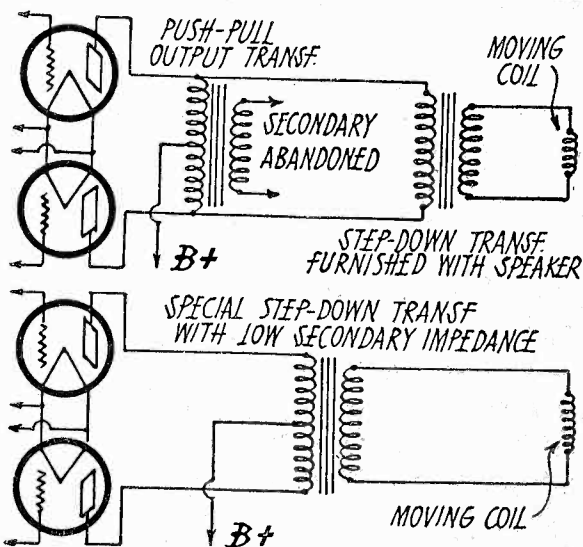 PUSH-PULL
OUTPUT TRANSF.
MOVING
COIL
SECONDARY
ABANDONED
B+
STEP-DOWN TRANSF.
FURNISHED WITH SPEAKER
SPECIAL STEP-DOWN TRANSF
WITH LOW SECONDARY IMPEDANCE
B+
MOVING COIL